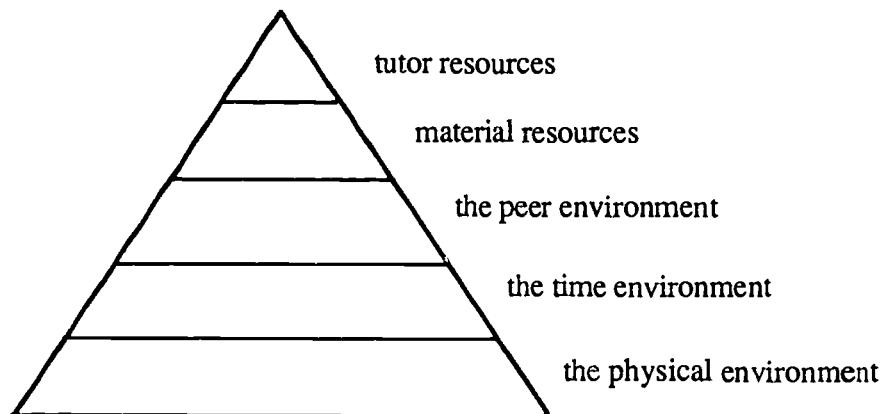 tutor resources
material resources
the peer environment
the time environment
the physical environment